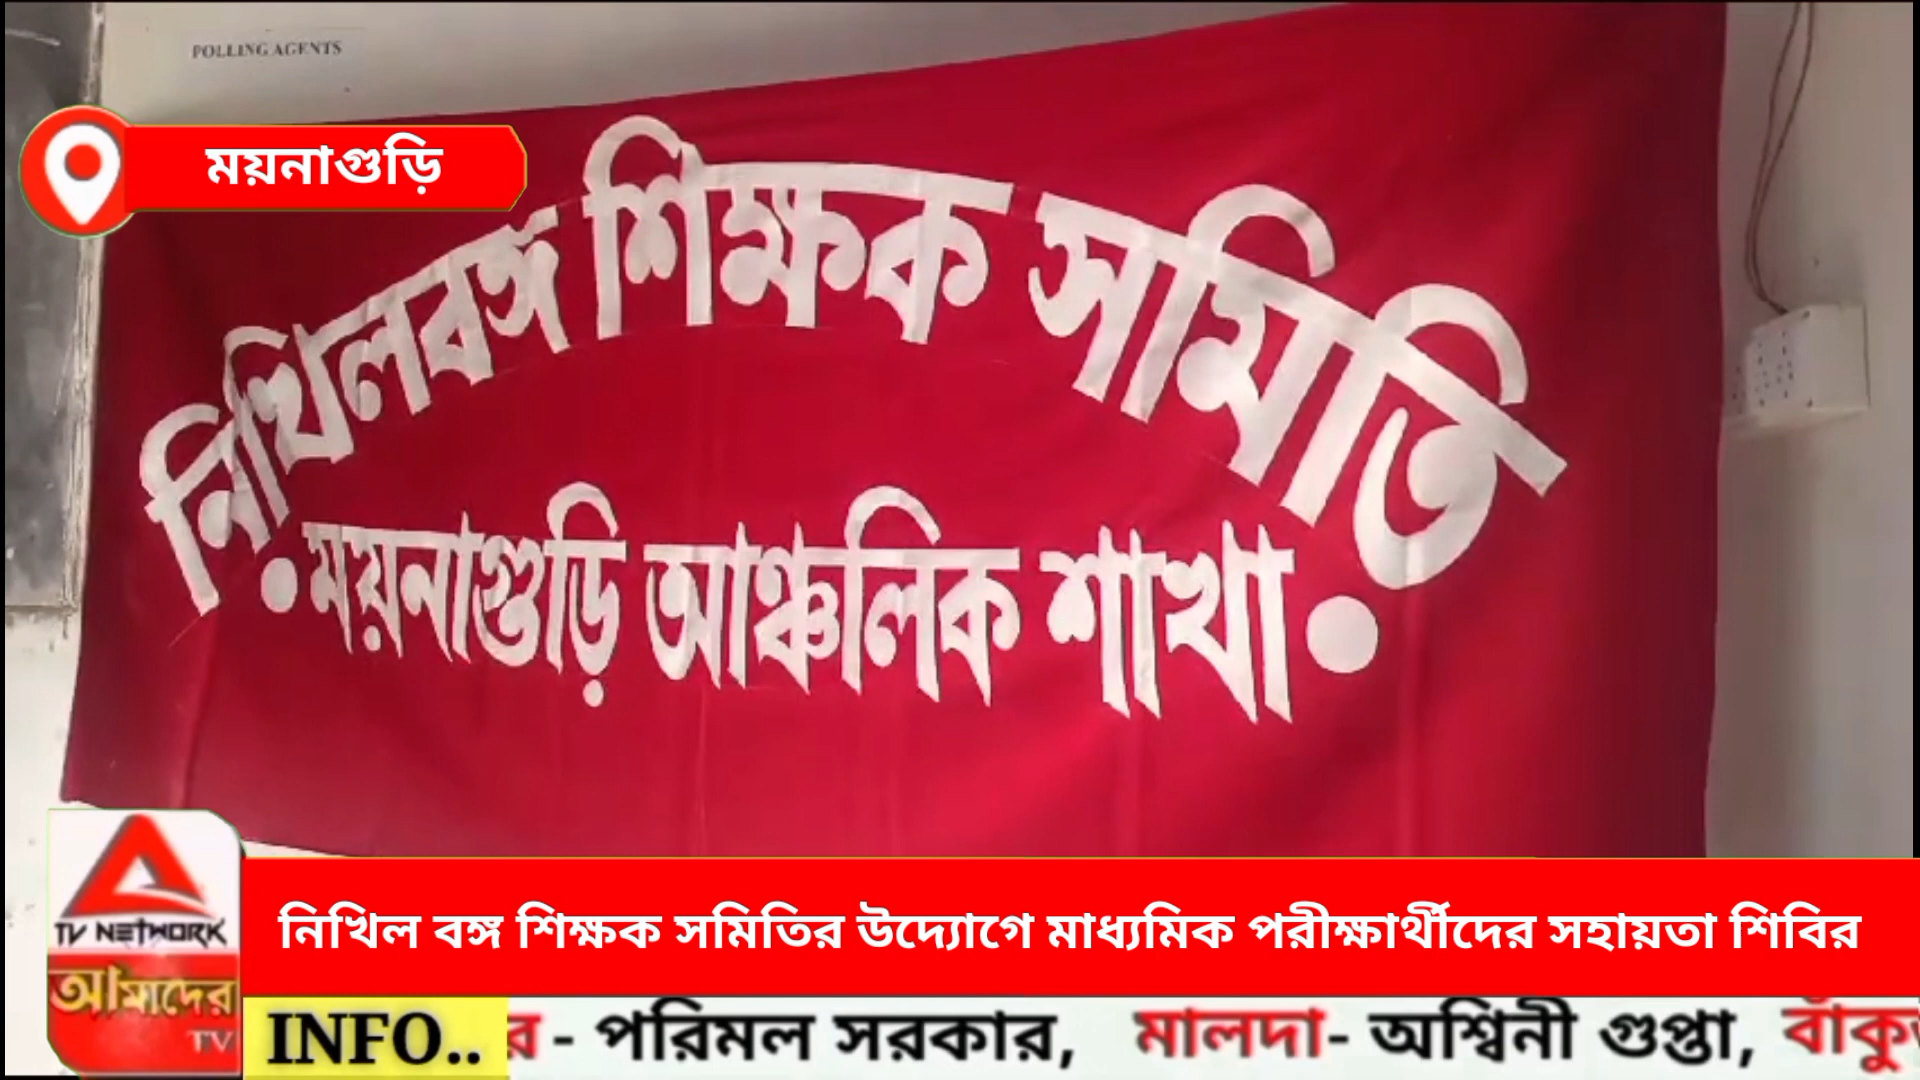 POLLING AGENTS
ময়নাগুড়ি
নিখিলবঙ্গ শিক্ষক সমিতি
ময়নাগুড়ি আঞ্চলিক শাখা
TV NETWORK
আমাদের
TV
নিখিল বঙ্গ শিক্ষক সমিতির উদ্যোগে মাধ্যমিক পরীক্ষার্থীদের সহায়তা শিবির
INFO.. র - পরিমল সরকার, মালদা- অশ্বিনী গুপ্তা,